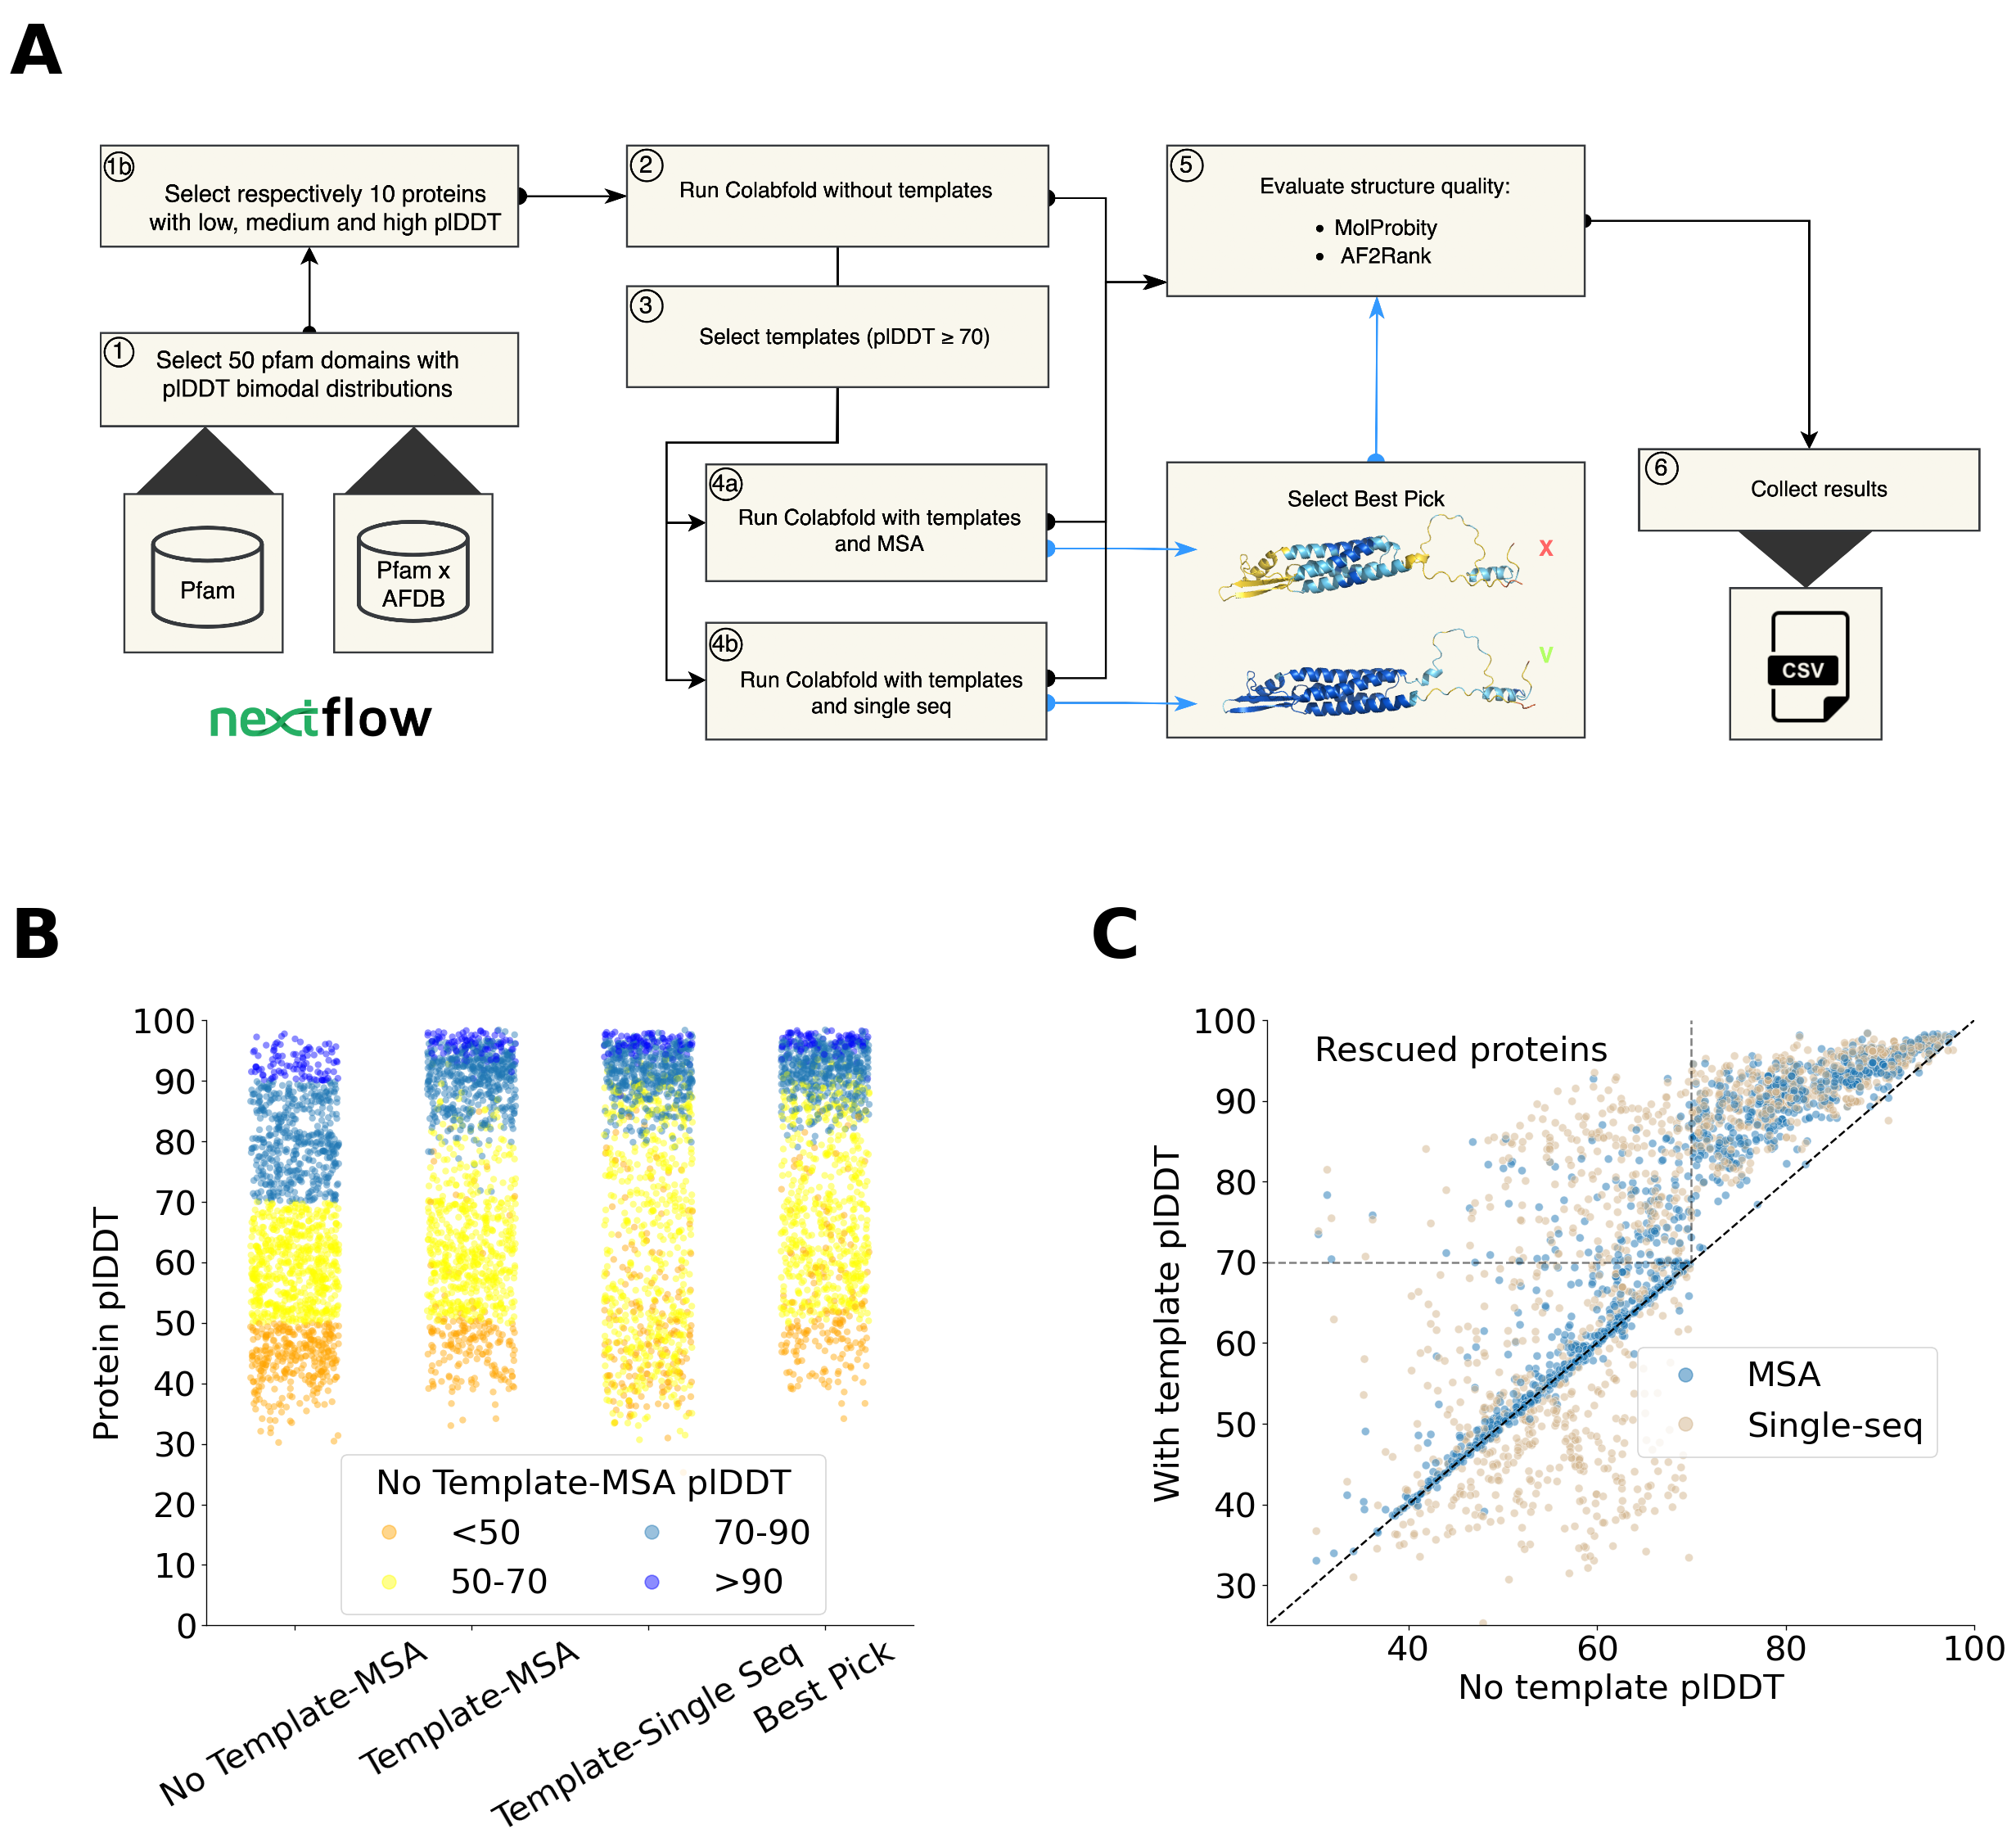 A
1b
Select respectively 10 proteins
with low, medium and high plDDT
1
Select 50 pfam domains with
plDDT bimodal distributions
Pfam
Pfam x
AFDB
nextflow
2
Run Colabfold without templates
3
Select templates (plDDT ≥ 70)
4a
Run Colabfold with templates
and MSA
4b
Run Colabfold with templates
and single seq
5
Evaluate structure quality:
• MolProbity
• AF2Rank
Select Best Pick
X
V
6
Collect results
CSV
B
Protein plDDT
100
90
80
70
60
50
40
30
20
10
0
No Template-MSA plDDT
<50
50-70
70-90
>90
No Template-MSA
Template-MSA
Template-Single Seq
Best Pick
C
With template plDDT
100
90
80
70
60
50
40
30
Rescued proteins
MSA
Single-seq
40
60
80
100
No template plDDT